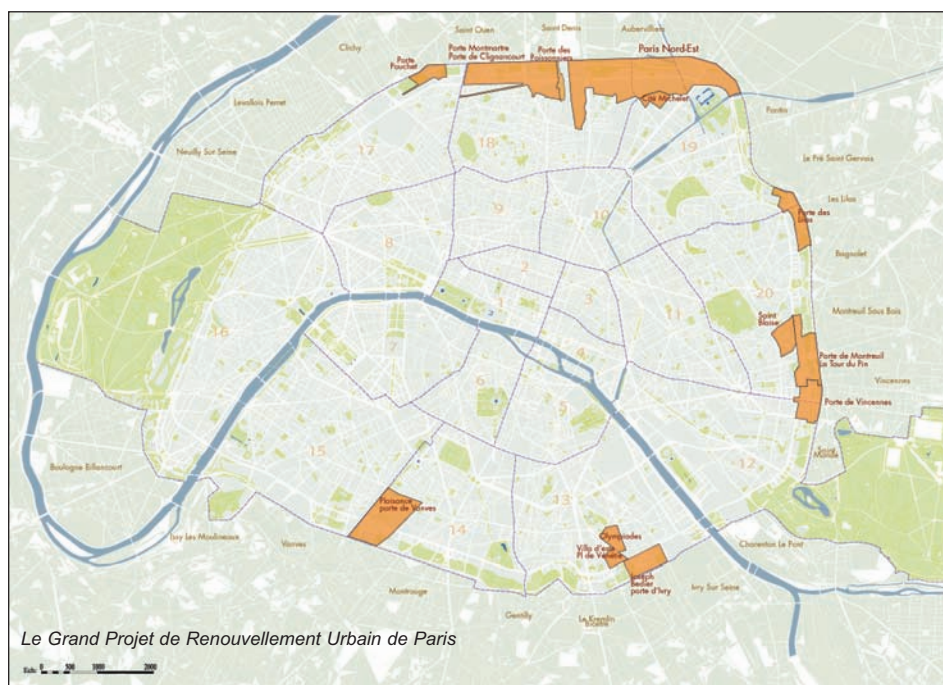 Saint Ouen
Saint Denis
Aubervilliers
Clichy
Porte Montmartre
Porte de Clignancourt
Porte des
Poissonniers
Paris Nord-Est
Porte
Pouchet
Levallois Perret
Cité Michelet
Pantin
Neuilly Sur Seine
17
18
19
Le Pré Saint Gervais
Les Lilas
9
10
Porte des
Lilas
8
Bagnolet
2
1
3
11
20
Montreuil Sous Bois
16
Saint
Blaise
7
4
Porte de Montreuil
La Tour du Pin
Vincennes
6
5
Porte de Vincennes
Boulogne Billancourt
15
12
Saint
Mandé
Plaisance
porte de Vanves
14
13
Olympiades
Issy Les Moulineaux
Vanves
Villa d'este
Pl de Vénétie
Charenton Le Pont
Joseph
Bédier
porte d'Ivry
Montrouge
Ivry Sur Seine
Gentilly
Le Kremlin
Bicêtre
Le Grand Projet de Renouvellement Urbain de Paris
0 500 1000 2000